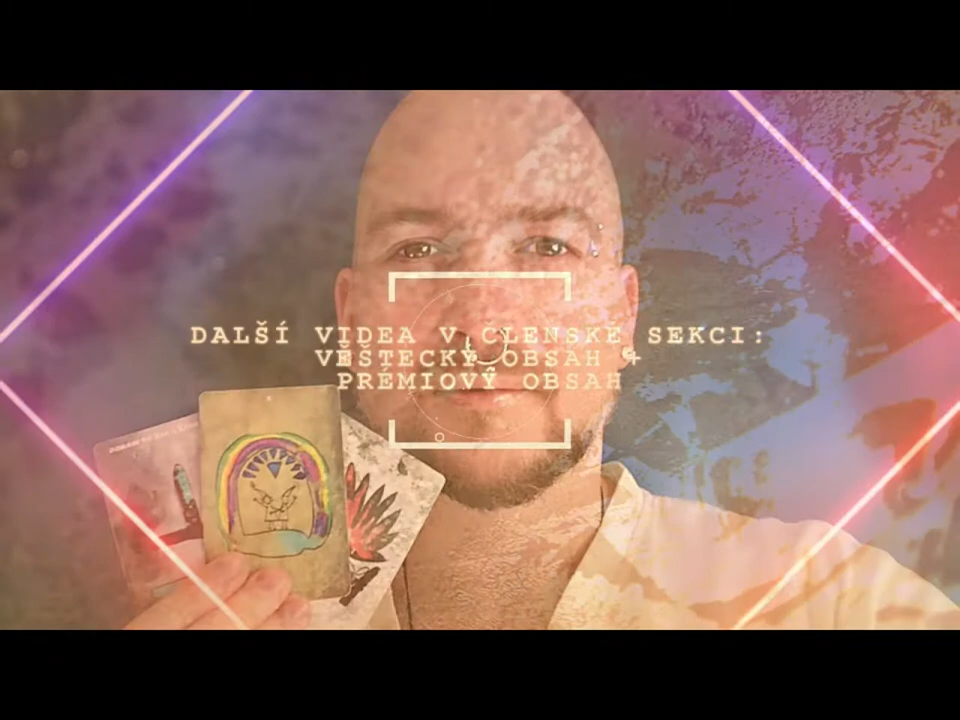 DALŠÍ VIDEA V ČLENSKÉ SEKCI:
VĚŠTECKÝ OBSAH +
PRÉMIOVÝ OBSAH